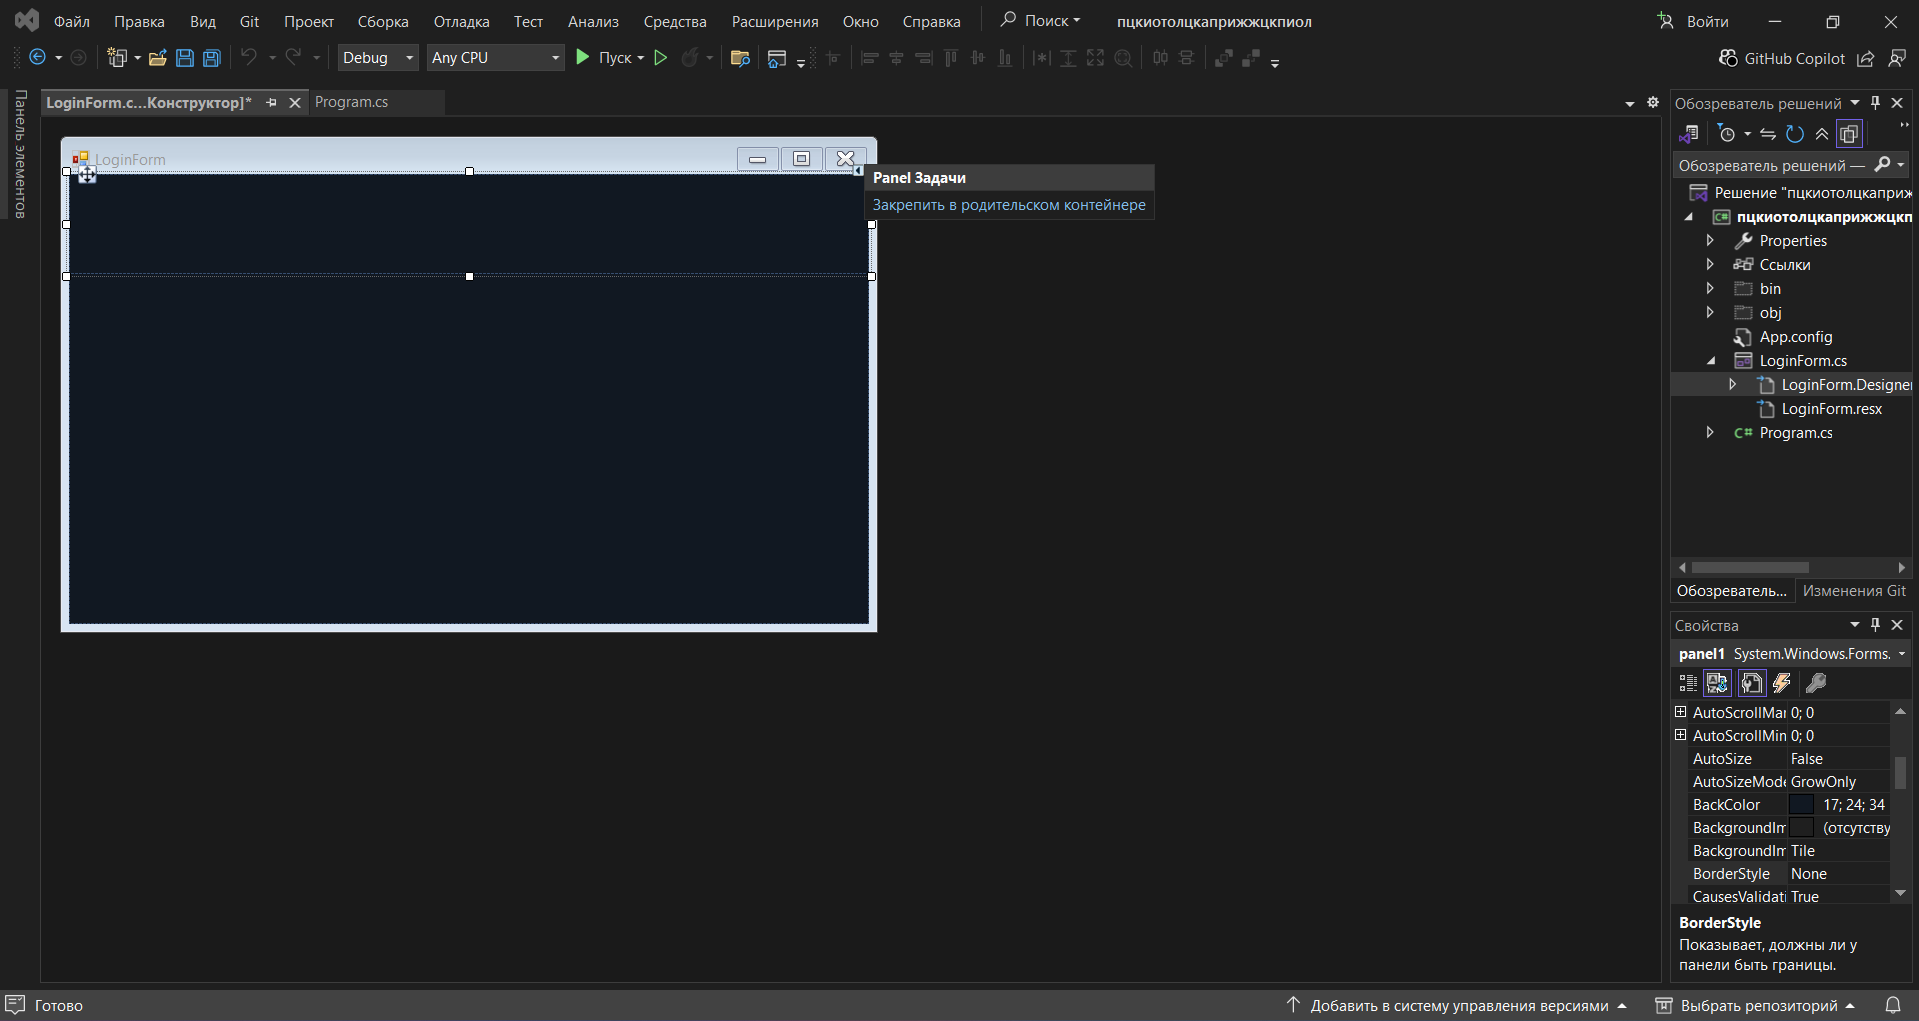 Файл Правка Вид Git Проект Сборка Отладка Тест Анализ Средства Расширения Окно Справка Поиск пцкиотолцкаприжжцкпиол Войти
Debug Any CPU Пуск GitHub Copilot
Панель элементов
LoginForm.c...Конструктор]* Program.cs
LoginForm
Panel Задачи
Закрепить в родительском контейнере
Обозреватель решений
Обозреватель решений —
Решение "пцкиотолцкаприж
пцкиотолцкаприжжцкп
Properties
Ссылки
bin
obj
App.config
LoginForm.cs
LoginForm.Designer
LoginForm.resx
C# Program.cs
Обозреватель... Изменения Git
Свойства
panel1 System.Windows.Forms.
AutoScrollMar 0; 0
AutoScrollMin 0; 0
AutoSize False
AutoSizeMode GrowOnly
BackColor 17; 24; 34
BackgroundIm (отсутству
BackgroundIm Tile
BorderStyle None
CausesValidati True
BorderStyle
Показывает, должны ли у
панели быть границы.
Готово Добавить в систему управления версиями Выбрать репозиторий